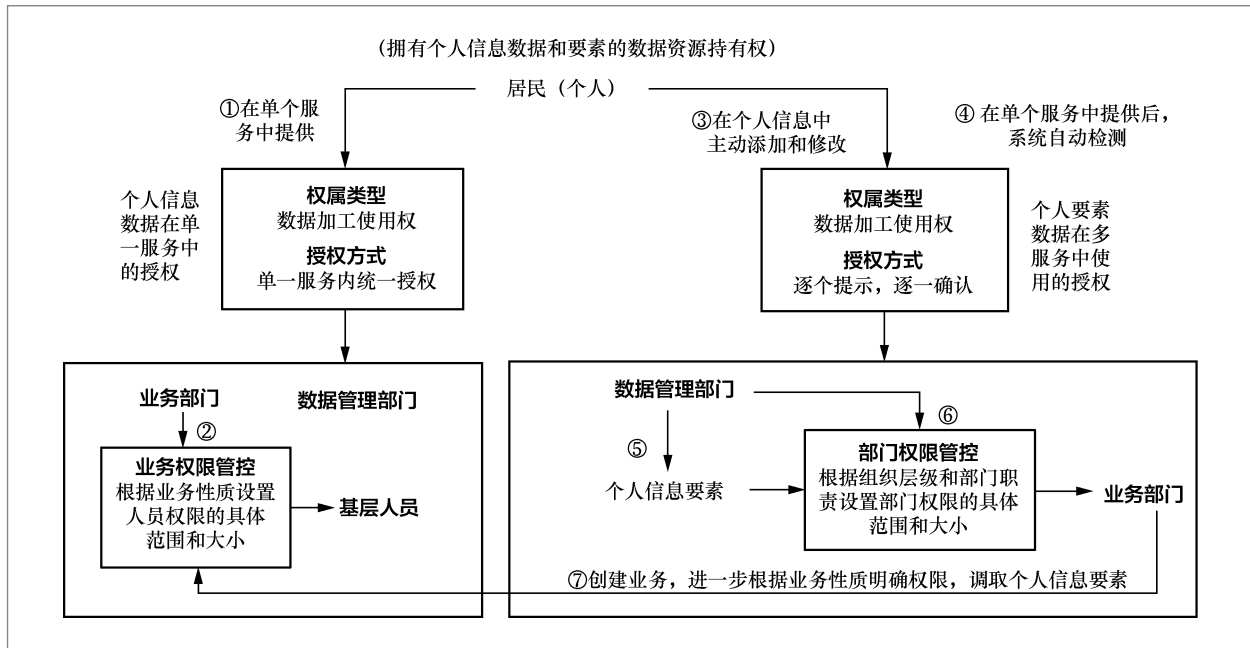 （拥有个人信息数据和要素的数据资源持有权）
居民（个人）
①在单个服
务中提供
③在个人信息中
主动添加和修改
④ 在单个服务中提供后，
系统自动检测
个人信息
数据在单
一服务中
的授权
权属类型
数据加工使用权
授权方式
单一服务内统一授权
权属类型
数据加工使用权
授权方式
逐个提示，逐一确认
个人要素
数据在多
服务中使
用的授权
业务部门
数据管理部门
②
业务权限管控
根据业务性质设置
人员权限的具体
范围和大小
基层人员
数据管理部门
⑤
⑥
个人信息要素
部门权限管控
根据组织层级和部门职
责设置部门权限的具体
范围和大小
业务部门
⑦创建业务，进一步根据业务性质明确权限，调取个人信息要素